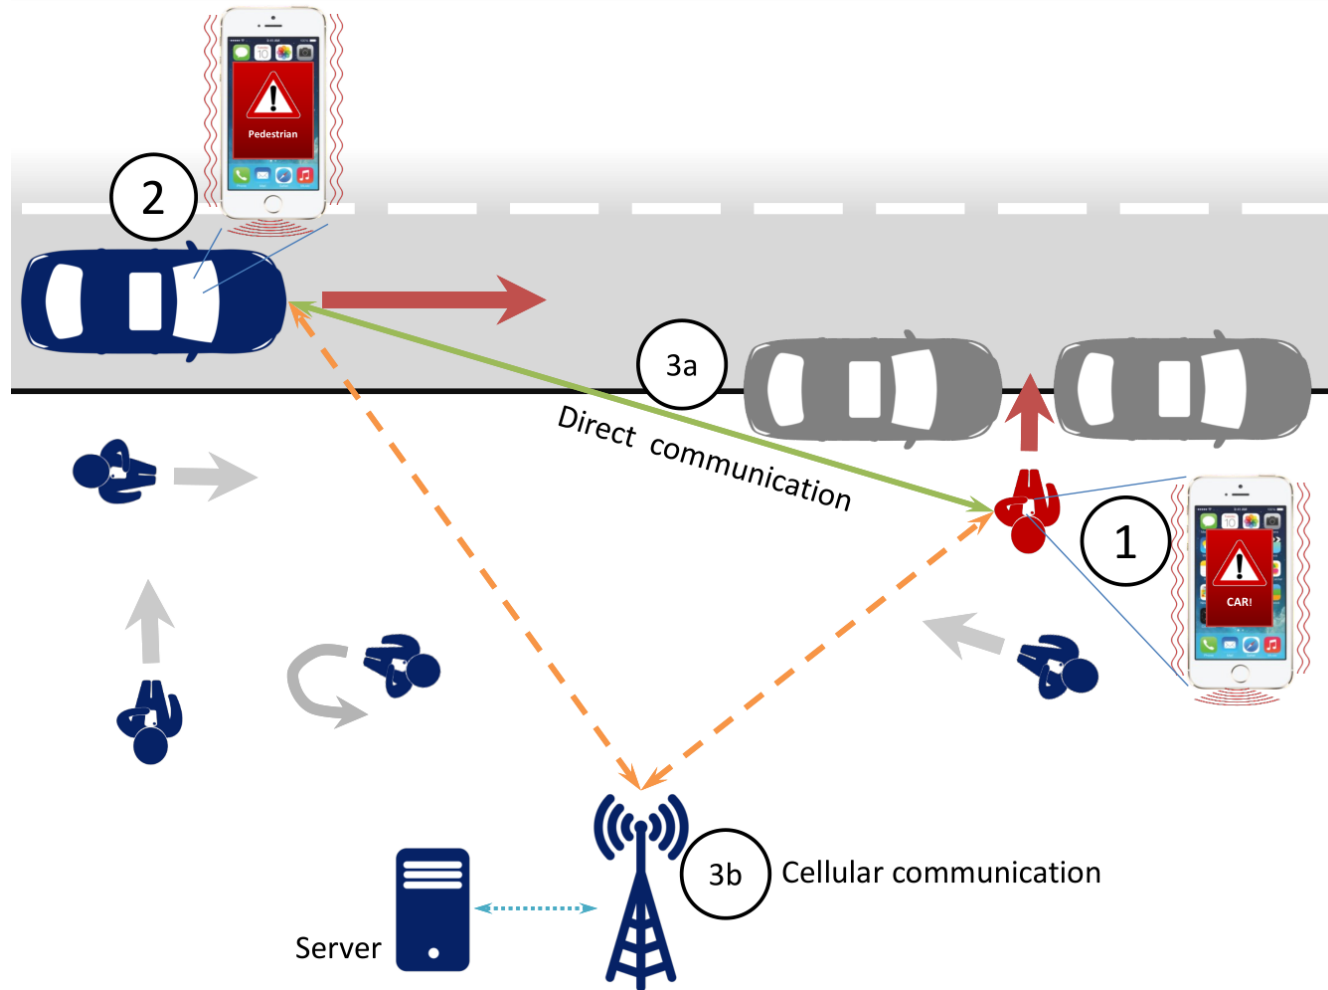 Pedestrian
2
3a
Direct communication
1
CAR!
3b
Cellular communication
Server